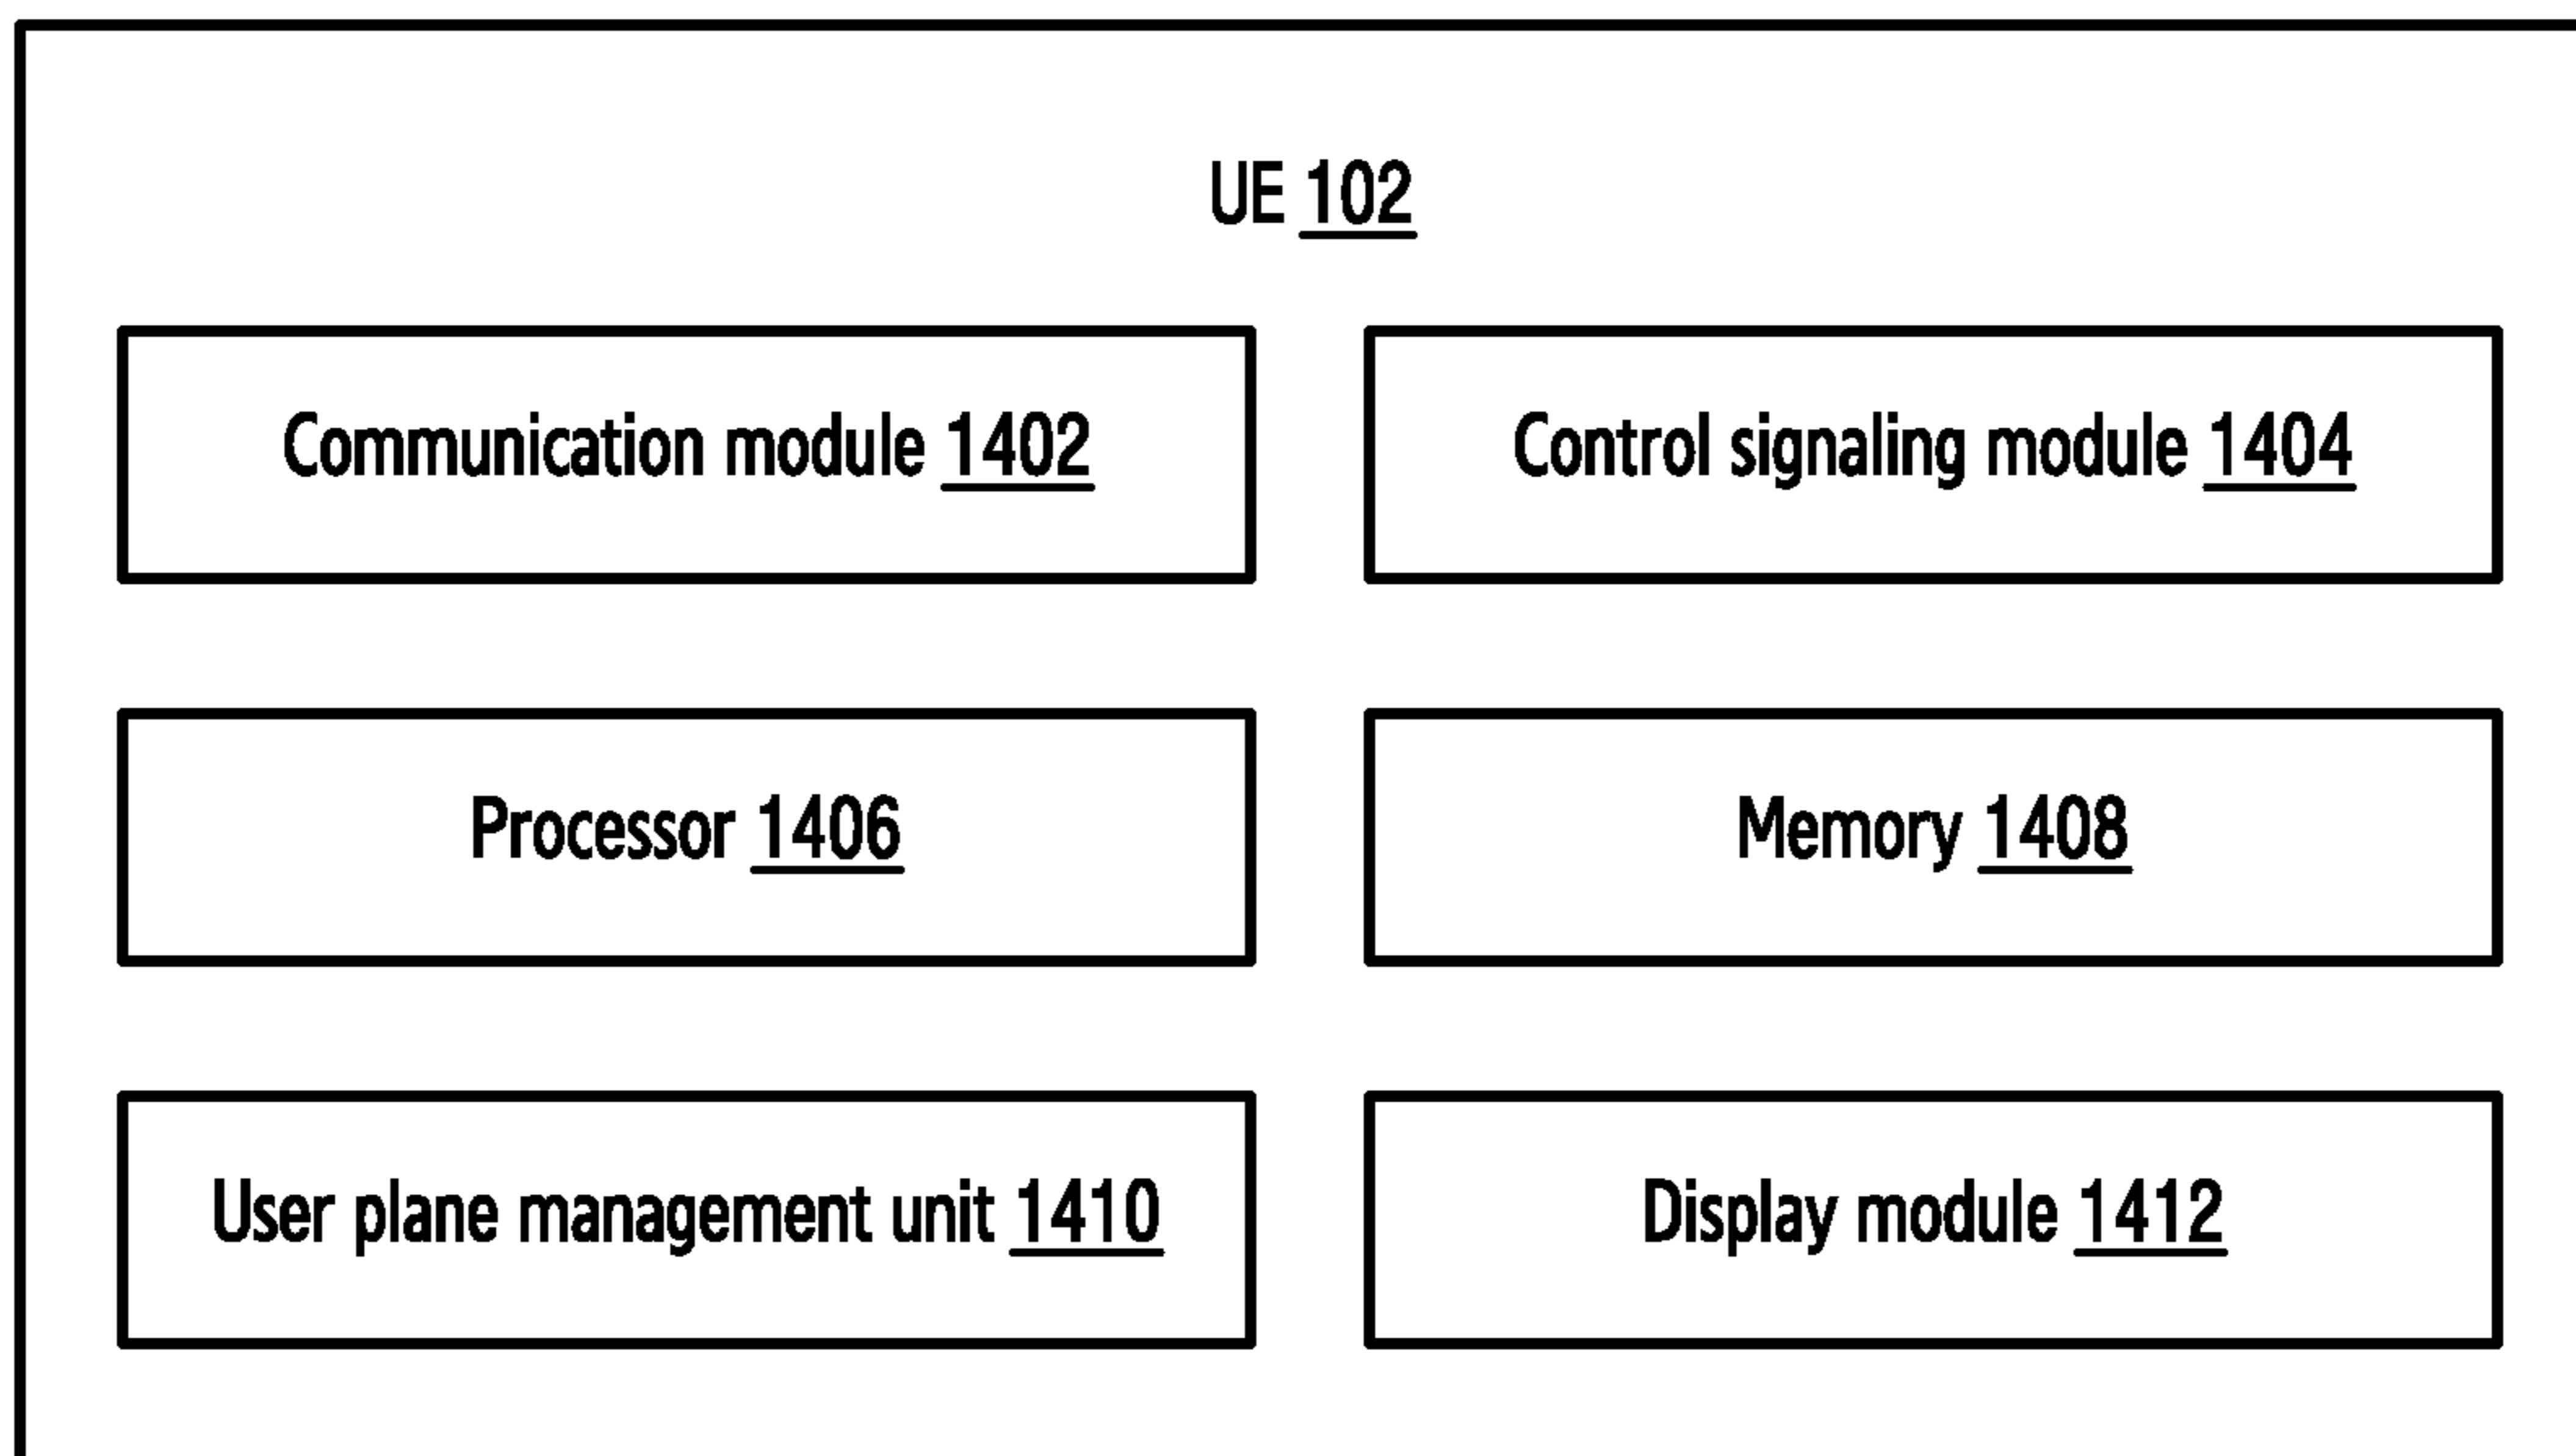 UE 102
Communication module 1402
Control signaling module 1404
Processor 1406
Memory 1408
User plane management unit 1410
Display module 1412